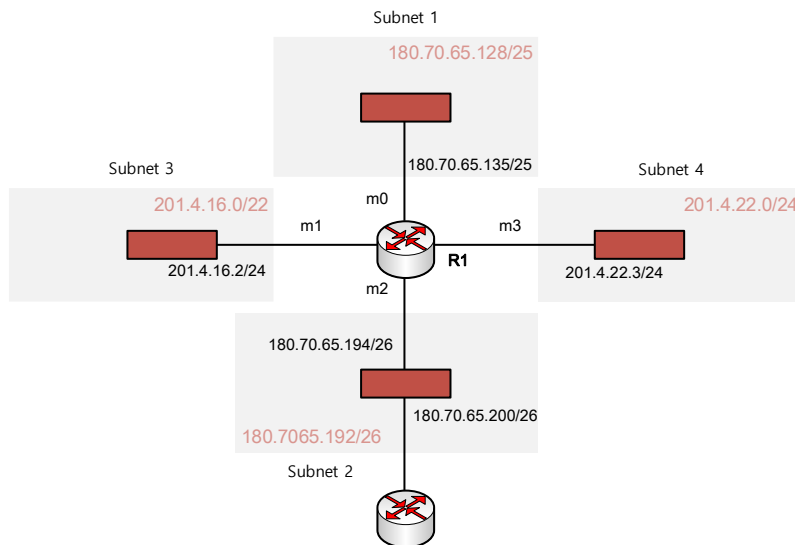 Subnet 1
180.70.65.128/25
180.70.65.135/25
Subnet 3
201.4.16.0/22
201.4.16.2/24
m0
m1
m3
R1
m2
Subnet 4
201.4.22.0/24
201.4.22.3/24
180.70.65.194/26
180.70.65.200/26
180.7065.192/26
Subnet 2